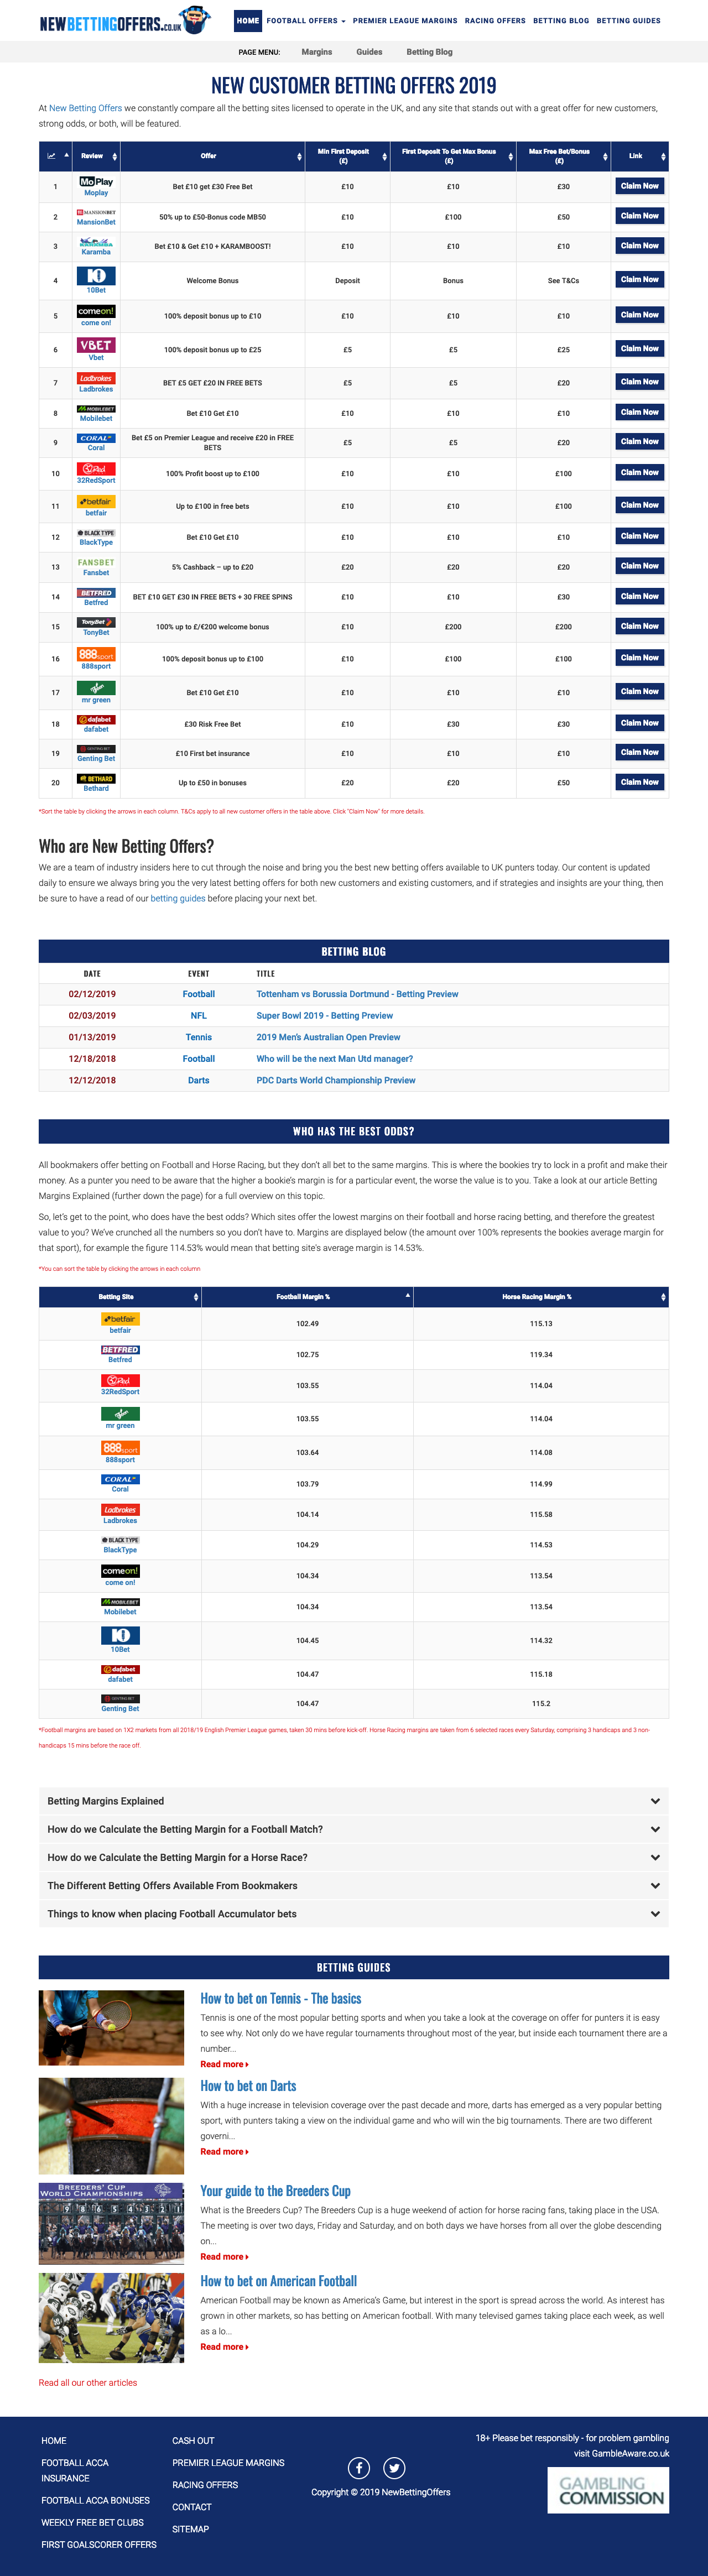 NEWBETTINGOFFERS.CO.UK
HOME FOOTBALL OFFERS PREMIER LEAGUE MARGINS RACING OFFERS BETTING BLOG BETTING GUIDES
PAGE MENU: Margins Guides Betting Blog
NEW CUSTOMER BETTING OFFERS 2019
At New Betting Offers we constantly compare all the betting sites licensed to operate in the UK, and any site that stands out with a great offer for new customers,
strong odds, or both, will be featured.
Review Offer Min First Deposit (£) First Deposit To Get Max Bonus (£) Max Free Bet/Bonus (£) Link
1 MoPlay Moplay Bet £10 get £30 Free Bet £10 £10 £30 Claim Now
2 MANSIONBET MansionBet 50% up to £50-Bonus code MB50 £10 £100 £50 Claim Now
3 KARAMBA Karamba Bet £10 & Get £10 + KARAMBOOST! £10 £10 £10 Claim Now
4 10 10Bet Welcome Bonus Deposit Bonus See T&Cs Claim Now
5 comeon! come on! 100% deposit bonus up to £10 £10 £10 £10 Claim Now
6 VBET Vbet 100% deposit bonus up to £25 £5 £5 £25 Claim Now
7 Ladbrokes Ladbrokes BET £5 GET £20 IN FREE BETS £5 £5 £20 Claim Now
8 MOBILEBET Mobilebet Bet £10 Get £10 £10 £10 £10 Claim Now
9 CORAL Coral Bet £5 on Premier League and receive £20 in FREE BETS £5 £5 £20 Claim Now
10 32Red 32RedSport 100% Profit boost up to £100 £10 £10 £100 Claim Now
11 betfair betfair Up to £100 in free bets £10 £10 £100 Claim Now
12 BLACK TYPE BlackType Bet £10 Get £10 £10 £10 £10 Claim Now
13 FANSBET Fansbet 5% Cashback – up to £20 £20 £20 £20 Claim Now
14 BETFRED Betfred BET £10 GET £30 IN FREE BETS + 30 FREE SPINS £10 £10 £30 Claim Now
15 TonyBet TonyBet 100% up to £/€200 welcome bonus £10 £200 £200 Claim Now
16 888sport 888sport 100% deposit bonus up to £100 £10 £100 £100 Claim Now
17 mr green Bet £10 Get £10 £10 £10 £10 Claim Now
18 dafabet dafabet £30 Risk Free Bet £10 £30 £30 Claim Now
19 GENTING BET Genting Bet £10 First bet insurance £10 £10 £10 Claim Now
20 BETHARD Bethard Up to £50 in bonuses £20 £20 £50 Claim Now
*Sort the table by clicking the arrows in each column. T&Cs apply to all new customer offers in the table above. Click "Claim Now" for more details.
Who are New Betting Offers?
We are a team of industry insiders here to cut through the noise and bring you the best new betting offers available to UK punters today. Our content is updated
daily to ensure we always bring you the very latest betting offers for both new customers and existing customers, and if strategies and insights are your thing, then
be sure to have a read of our betting guides before placing your next bet.
BETTING BLOG
DATE EVENT TITLE
02/12/2019 Football Tottenham vs Borussia Dortmund - Betting Preview
02/03/2019 NFL Super Bowl 2019 - Betting Preview
01/13/2019 Tennis 2019 Men's Australian Open Preview
12/18/2018 Football Who will be the next Man Utd manager?
12/12/2018 Darts PDC Darts World Championship Preview
WHO HAS THE BEST ODDS?
All bookmakers offer betting on Football and Horse Racing, but they don't all bet to the same margins. This is where the bookies try to lock in a profit and make their
money. As a punter you need to be aware that the higher a bookie's margin is for a particular event, the worse the value is to you. Take a look at our article Betting
Margins Explained (further down the page) for a full overview on this topic.
So, let's get to the point, who does have the best odds? Which sites offer the lowest margins on their football and horse racing betting, and therefore the greatest
value to you? We've crunched all the numbers so you don't have to. Margins are displayed below (the amount over 100% represents the bookies average margin for
that sport), for example the figure 114.53% would mean that betting site's average margin is 14.53%.
*You can sort the table by clicking the arrows in each column
Betting Site Football Margin % Horse Racing Margin %
betfair betfair 102.49 115.13
BETFRED Betfred 102.75 119.34
32Red 32RedSport 103.55 114.04
mr green 103.55 114.04
888sport 888sport 103.64 114.08
CORAL Coral 103.79 114.99
Ladbrokes Ladbrokes 104.14 115.58
BLACK TYPE BlackType 104.29 114.53
comeon! come on! 104.34 113.54
MOBILEBET Mobilebet 104.34 113.54
10 10Bet 104.45 114.32
dafabet dafabet 104.47 115.18
GENTING BET Genting Bet 104.47 115.2
*Football margins are based on 1X2 markets from all 2018/19 English Premier League games, taken 30 mins before kick-off. Horse Racing margins are taken from 6 selected races every Saturday, comprising 3 handicaps and 3 non-
handicaps 15 mins before the race off.
Betting Margins Explained
How do we Calculate the Betting Margin for a Football Match?
How do we Calculate the Betting Margin for a Horse Race?
The Different Betting Offers Available From Bookmakers
Things to know when placing Football Accumulator bets
BETTING GUIDES
How to bet on Tennis - The basics
Tennis is one of the most popular betting sports and when you take a look at the coverage on offer for punters it is easy
to see why. Not only do we have regular tournaments throughout most of the year, but inside each tournament there are a
number...
Read more
How to bet on Darts
With a huge increase in television coverage over the past decade and more, darts has emerged as a very popular betting
sport, with punters taking a view on the individual game and who will win the big tournaments. There are two different
governi...
Read more
BREEDERS' CUP
WORLD CHAMPIONSHIPS
Your guide to the Breeders Cup
What is the Breeders Cup? The Breeders Cup is a huge weekend of action for horse racing fans, taking place in the USA.
The meeting is over two days, Friday and Saturday, and on both days we have horses from all over the globe descending
on...
Read more
How to bet on American Football
American Football may be known as America's Game, but interest in the sport is spread across the world. As interest has
grown in other markets, so has betting on American football. With many televised games taking place each week, as well
as a lo...
Read more
Read all our other articles
HOME
FOOTBALL ACCA
INSURANCE
FOOTBALL ACCA BONUSES
WEEKLY FREE BET CLUBS
FIRST GOALSCORER OFFERS
CASH OUT
PREMIER LEAGUE MARGINS
RACING OFFERS
CONTACT
SITEMAP
Copyright © 2019 NewBettingOffers
18+ Please bet responsibly - for problem gambling
visit GambleAware.co.uk
GAMBLING
COMMISSION